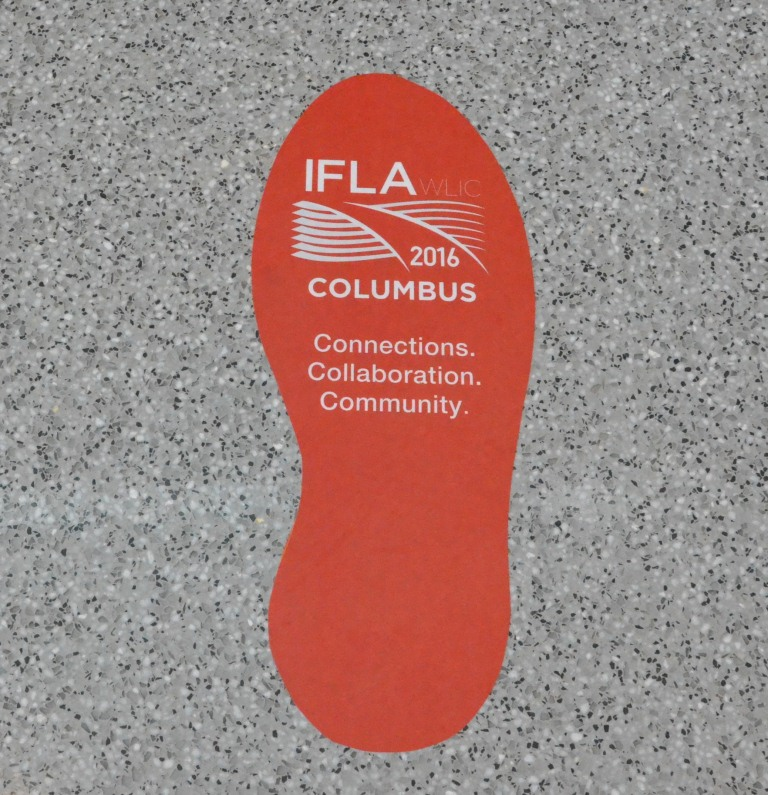 IFLA WLIC
2016
COLUMBUS
Connections.
Collaboration.
Community.